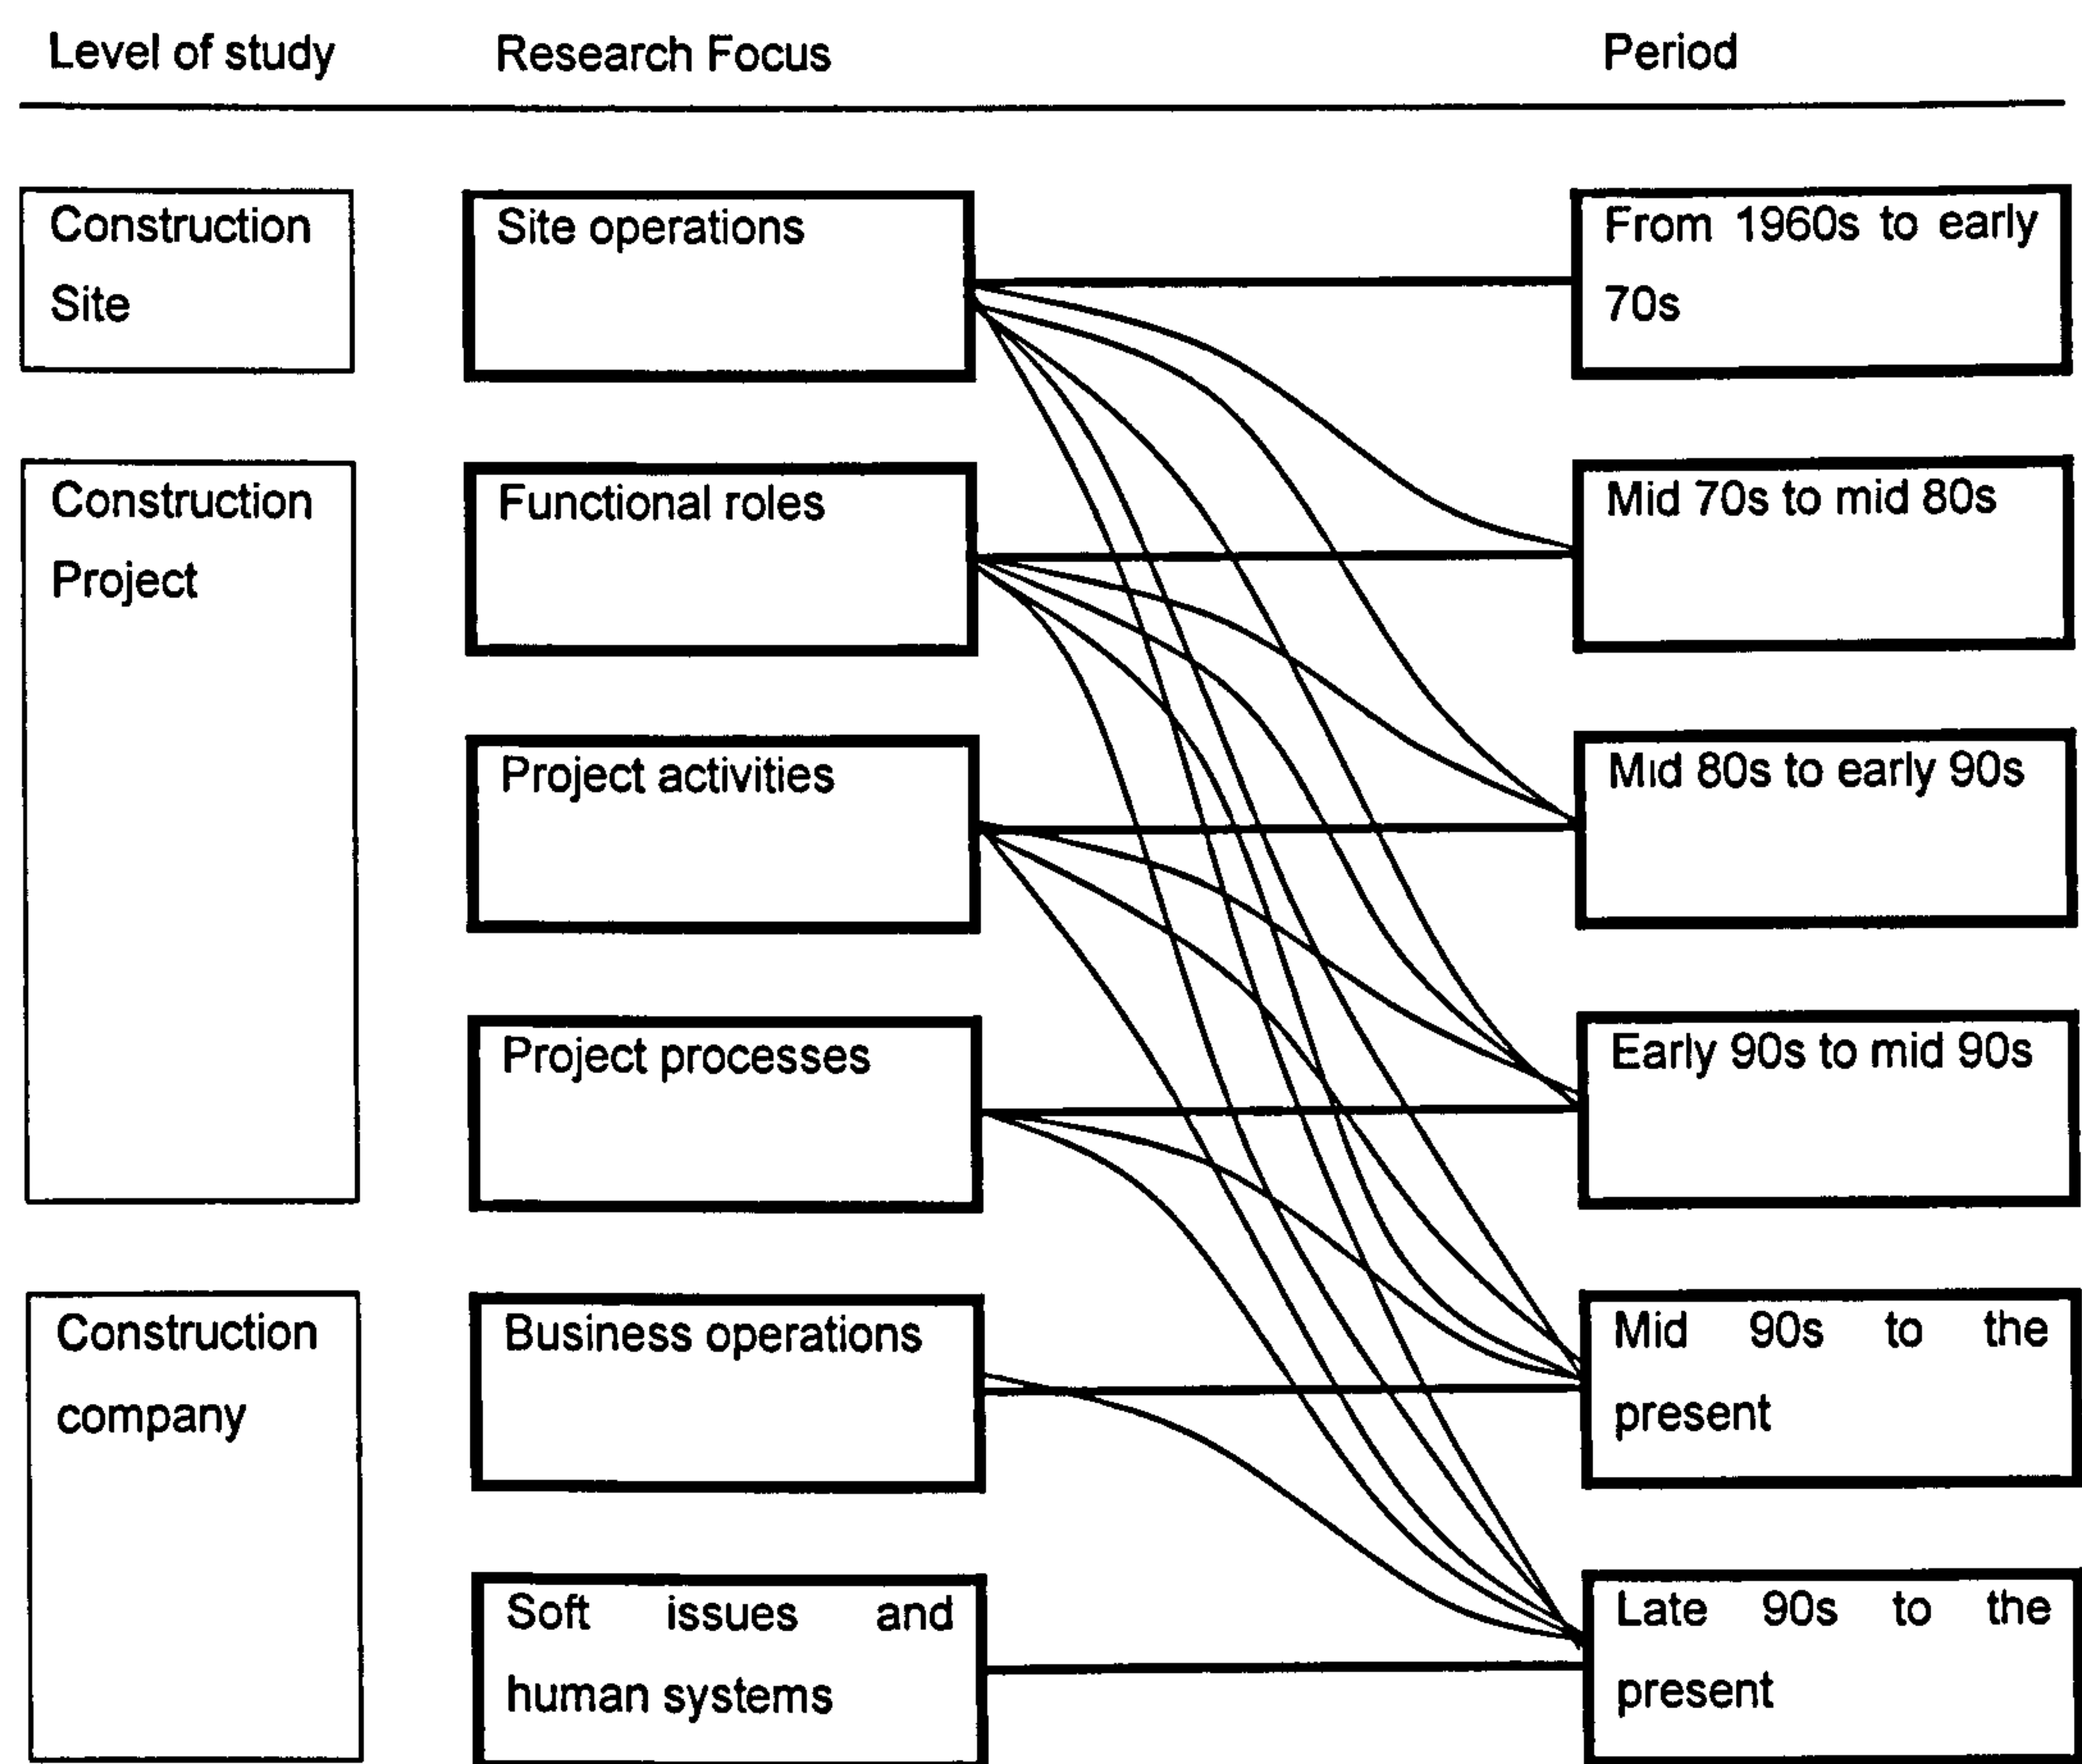 Level of study
Research Focus
Period
Construction
Site
Site operations
From 1960s to early
70s
Construction
Project
Functional roles
Mid 70s to mid 80s
Project activities
Mid 80s to early 90s
Project processes
Early 90s to mid 90s
Construction
company
Business operations
Mid 90s to the
present
Soft issues and
human systems
Late 90s to the
present